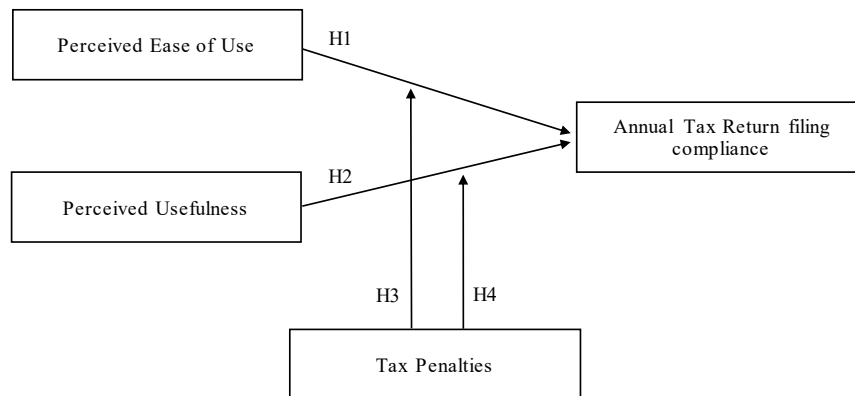 Perceived Ease of Use
H1
Annual Tax Return filing
compliance
Perceived Usefulness
H2
H3
H4
Tax Penalties